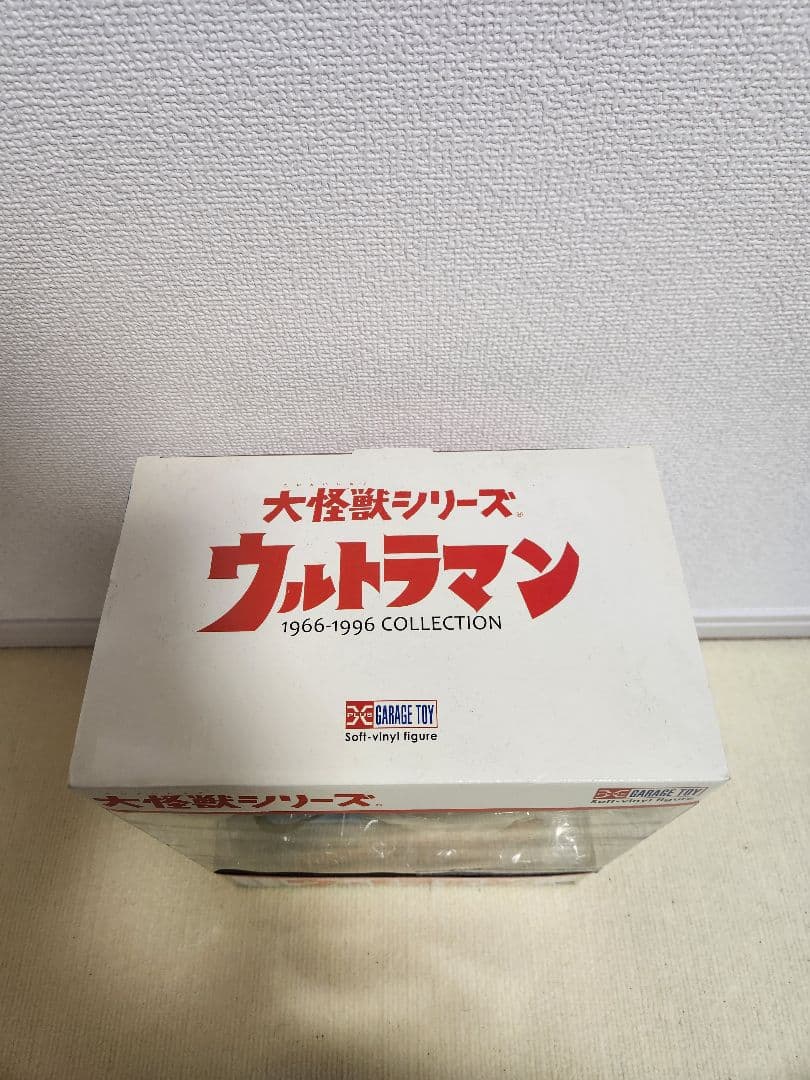 大怪獣シリーズ®
ウルトラマン
1966-1996 COLLECTION
X PLUS GARAGE TOY
Soft-vinyl figure
大怪獣シリーズ®
GARAGE TOY
Soft-vinyl figure